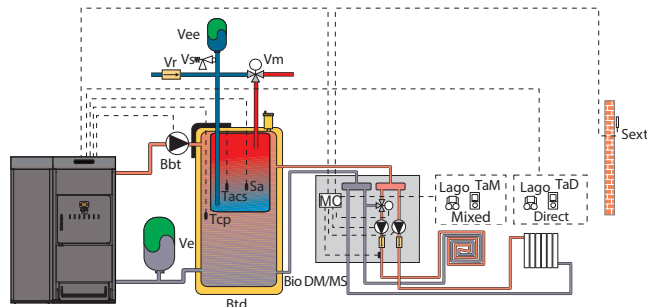 Vee
Vs
Vr
Vm
Sext
Bbt
Sa
Tacs
Tcp
MC
Lago TaM
Mixed
Lago TaD
Direct
Ve
Bio DM/MS
Btd